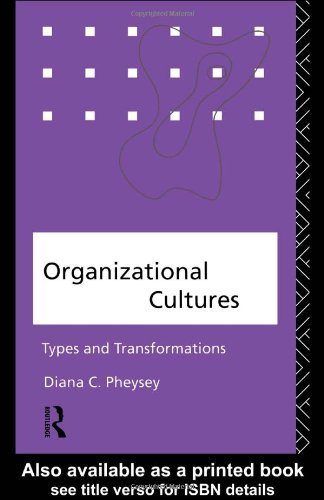 Organizational
Cultures
Types and Transformations
Diana C. Pheysey
ROUTLEDGE
Also available as a printed book
see title verso for ISBN details